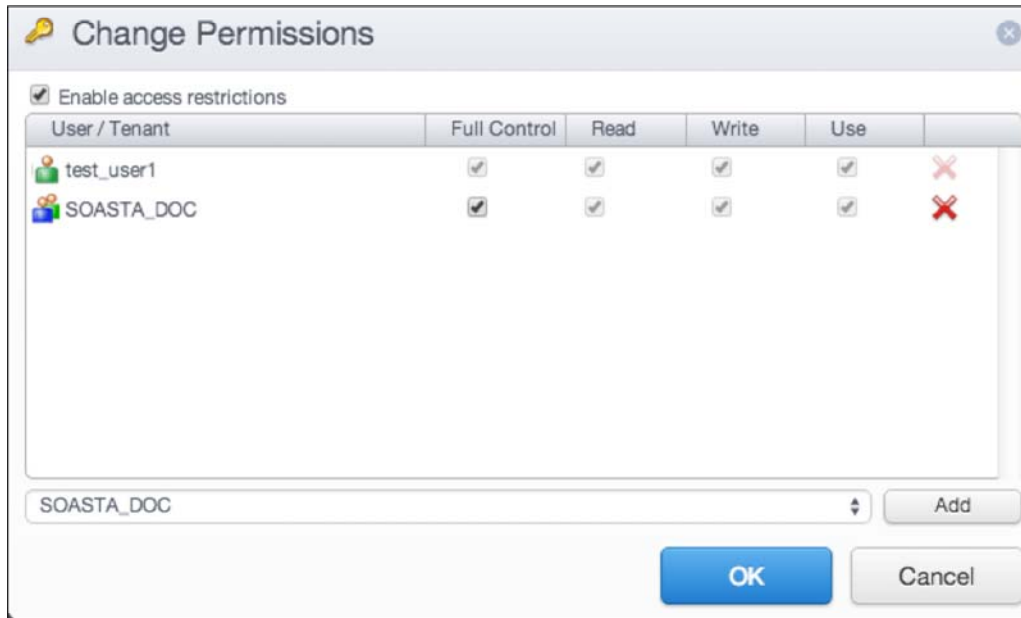 Change Permissions
Enable access restrictions
User / Tenant Full Control Read Write Use
test_user1
SOASTA_DOC
SOASTA_DOC Add
OK Cancel